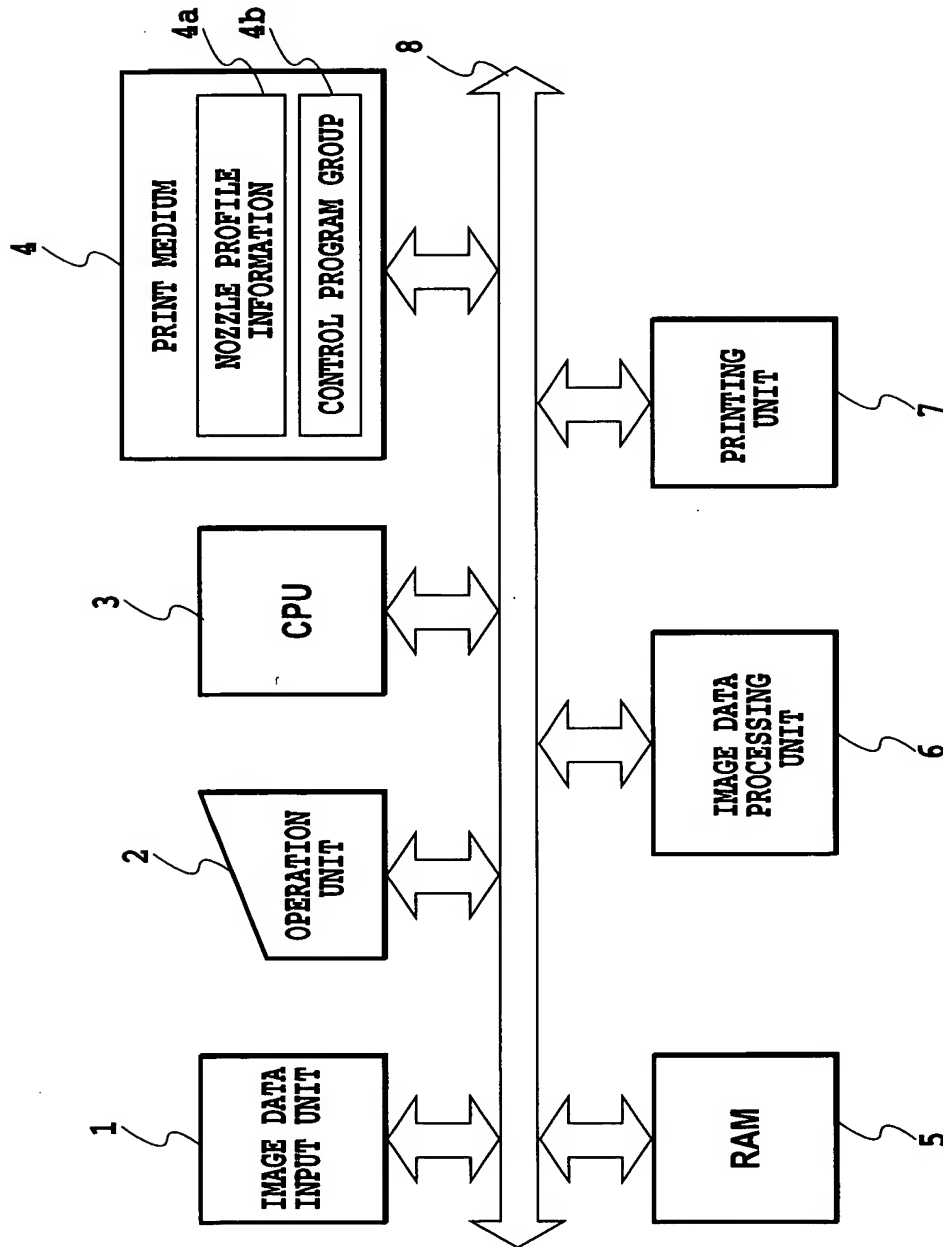 1
IMAGE DATA
INPUT UNIT
2
OPERATION
UNIT
3
CPU
4
PRINT MEDIUM
4a
NOZZLE PROFILE
INFORMATION
4b
CONTROL PROGRAM GROUP
8
RAM
5
IMAGE DATA
PROCESSING
UNIT
6
PRINTING
UNIT
7